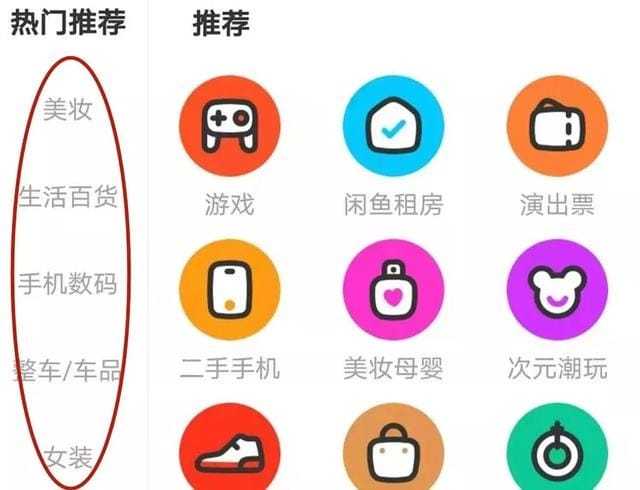 热门推荐
美妆
生活百货
手机数码
整车/车品
女装
推荐
游戏 闲鱼租房 演出票
二手手机 美妆母婴 次元潮玩